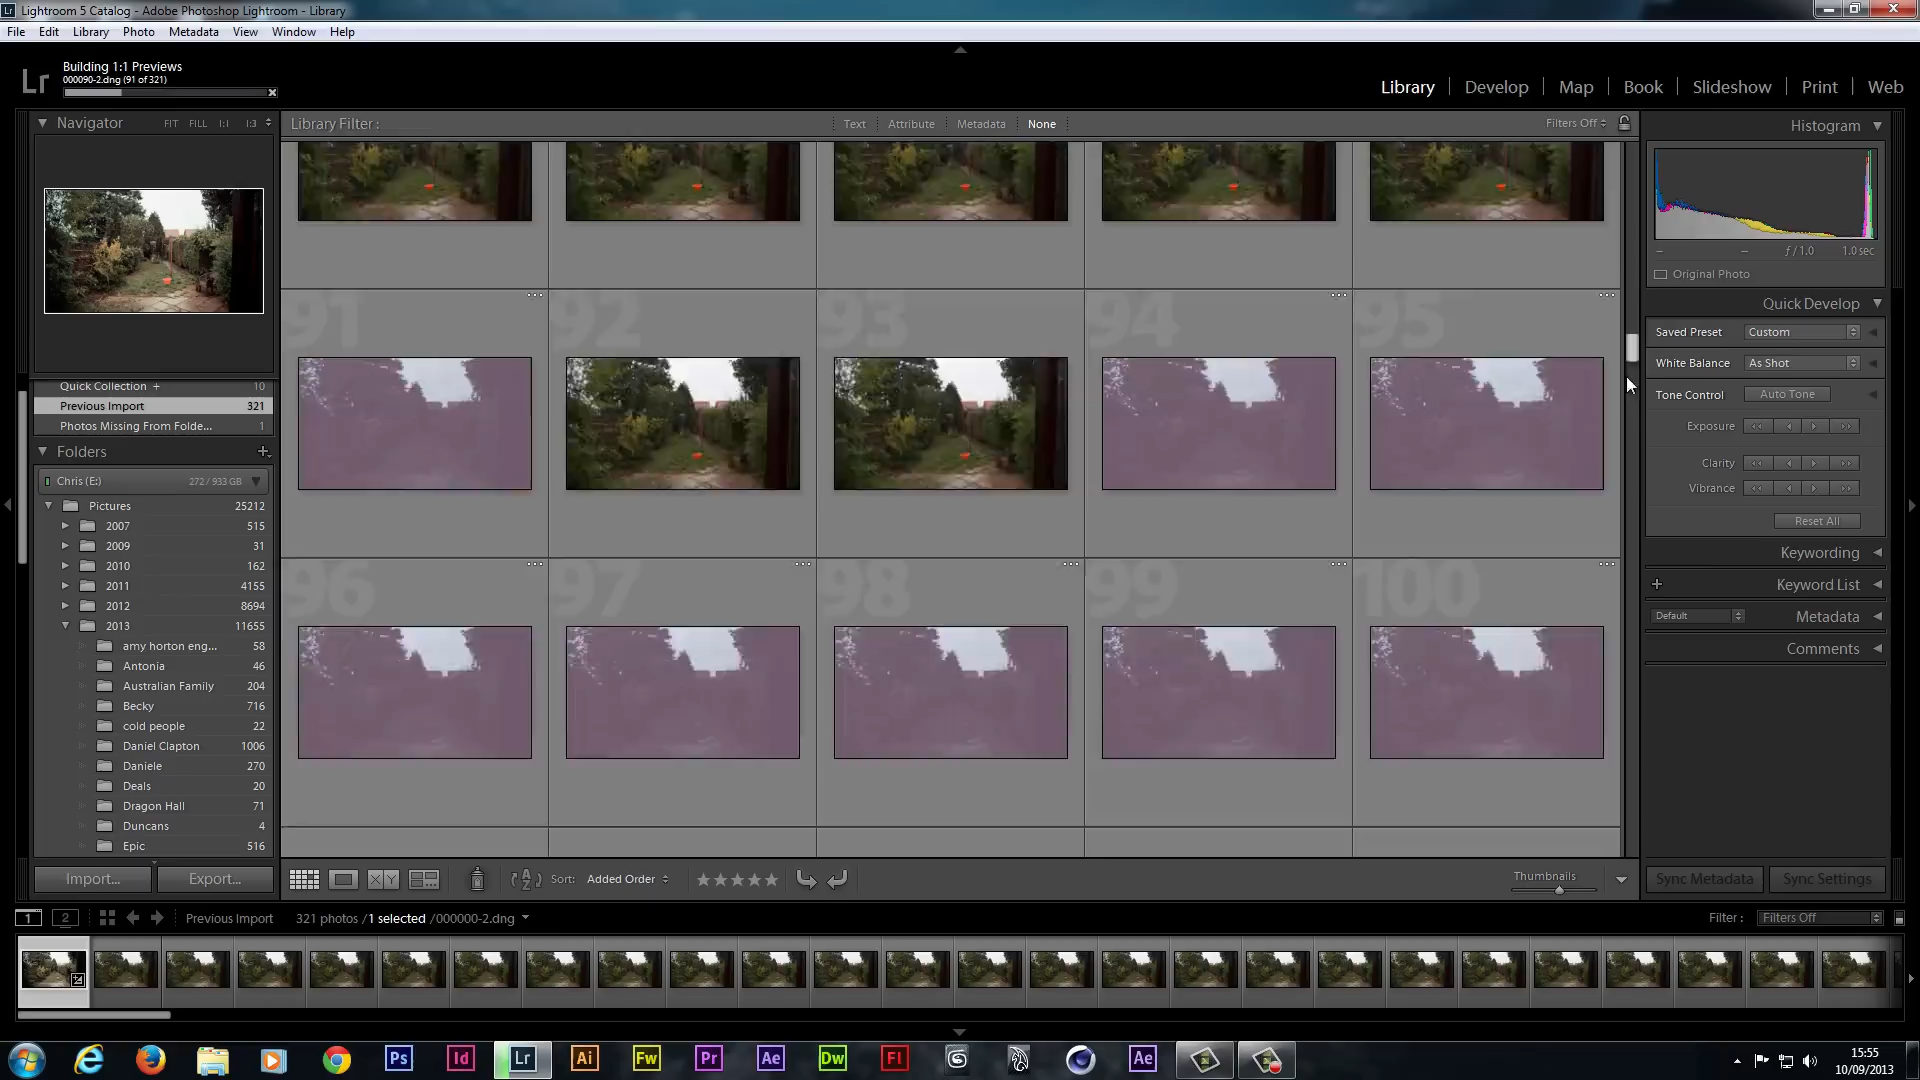 Lr Lightroom 5 Catalog - Adobe Photoshop Lightroom - Library
File Edit Library Photo Metadata View Window Help
Lr
Building 1:1 Previews
000090-2.dng (91 of 321)
Library Develop Map Book Slideshow Print Web
Navigator FIT FILL 1:1 1:3
Library Filter : Text Attribute Metadata None Filters Off
Histogram
ƒ / 1.0 1.0 sec
Original Photo
Quick Develop
Saved Preset Custom
White Balance As Shot
Tone Control Auto Tone
Exposure
Clarity
Vibrance
Reset All
Keywording
Keyword List
Default Metadata
Comments
Sync Metadata Sync Settings
91 92 93 94 95
96 97 98 99 100
Quick Collection + 10
Previous Import 321
Photos Missing From Folde... 1
Folders
Chris (E:) 272 / 933 GB
Pictures 25212
2007 515
2009 31
2010 162
2011 4155
2012 8694
2013 11655
amy horton eng... 58
Antonia 46
Australian Family 204
Becky 716
cold people 22
Daniel Clapton 1006
Daniele 270
Deals 20
Dragon Hall 71
Duncans 4
Epic 516
Import... Export...
XY
Sort: Added Order
Thumbnails
1 2 Previous Import 321 photos / 1 selected / 000000-2.dng
Filter : Filters Off
Ps Id Lr Ai Fw Pr Ae Dw Fl Ae
15:55
10/09/2013